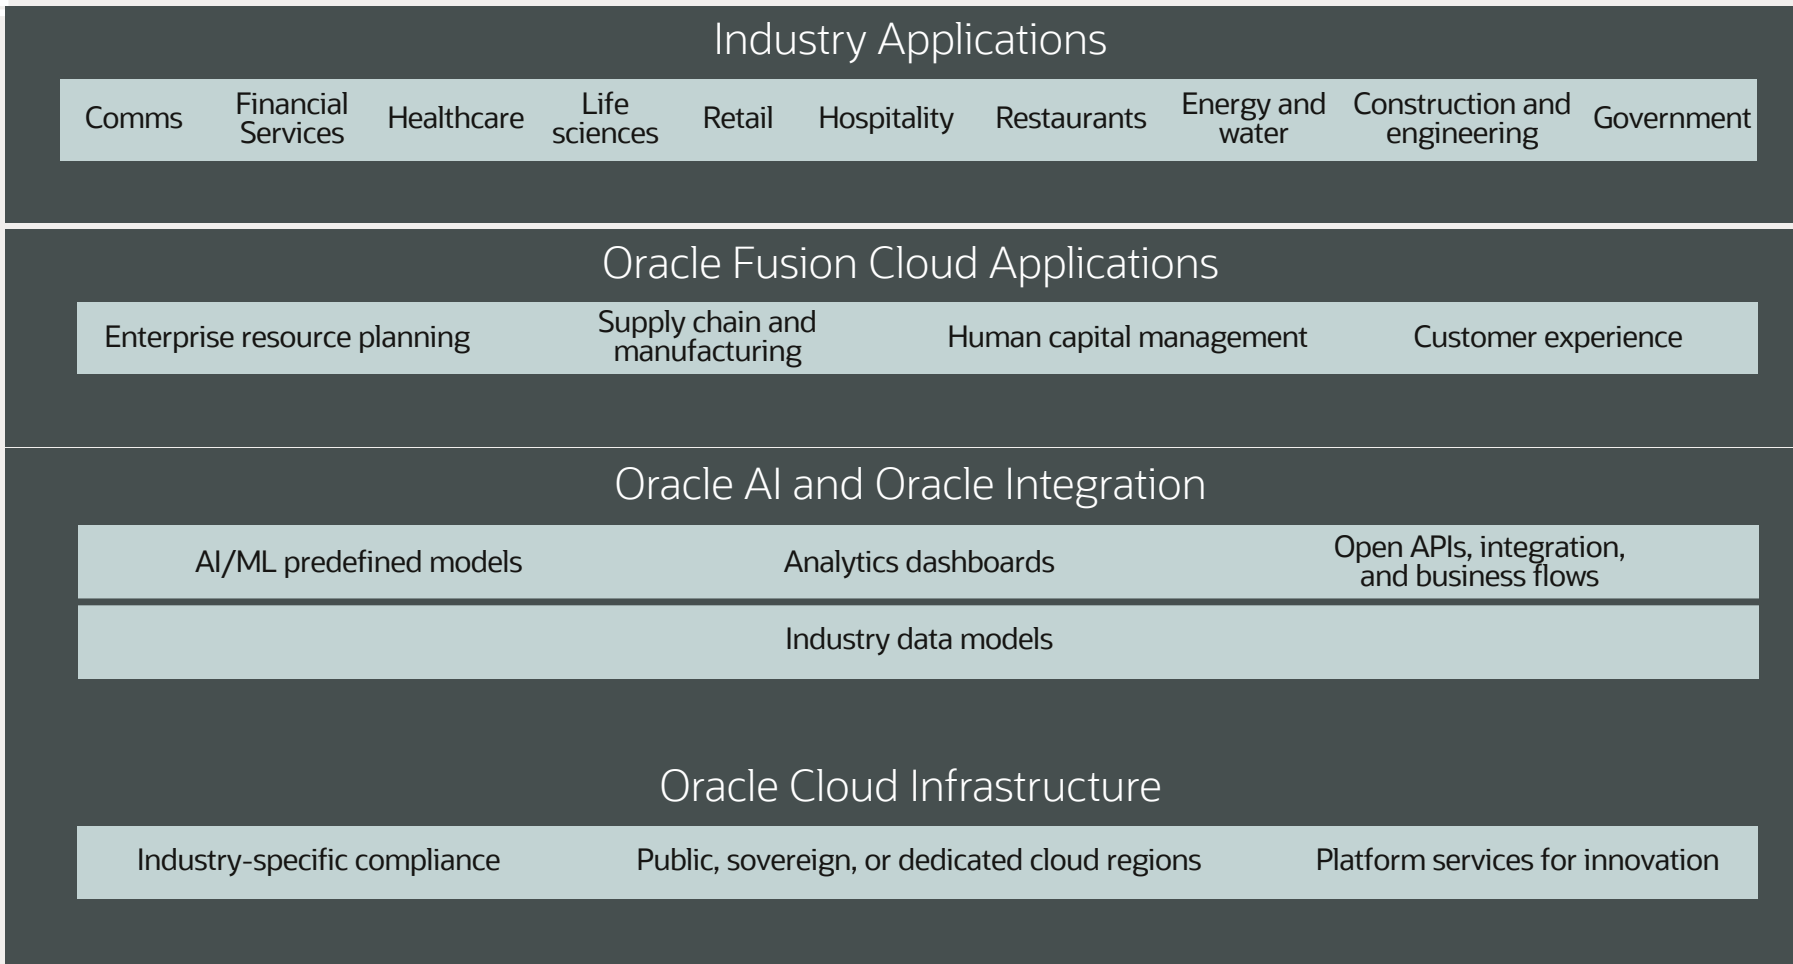 Industry Applications
Comms
Financial
Services
Healthcare
Life
sciences
Retail
Hospitality
Restaurants
Energy and
water
Construction and
engineering
Government
Oracle Fusion Cloud Applications
Enterprise resource planning
Supply chain and
manufacturing
Human capital management
Customer experience
Oracle AI and Oracle Integration
AI/ML predefined models
Analytics dashboards
Open APIs, integration,
and business flows
Industry data models
Oracle Cloud Infrastructure
Industry-specific compliance
Public, sovereign, or dedicated cloud regions
Platform services for innovation